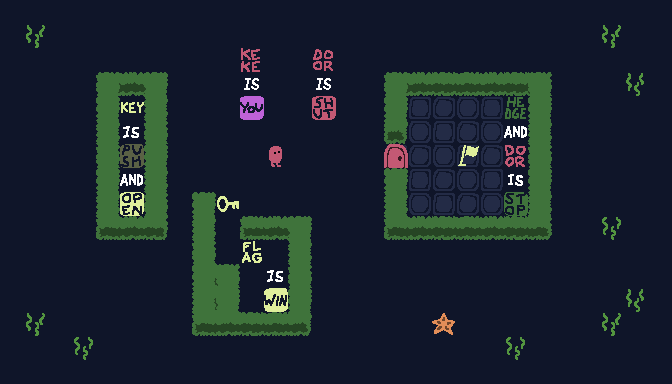 KEKE
IS
YOU
DOOR
IS
SHUT
KEY
IS
PUSH
AND
OPEN
HEDGE
AND
DOOR
IS
STOP
FLAG
IS
WIN